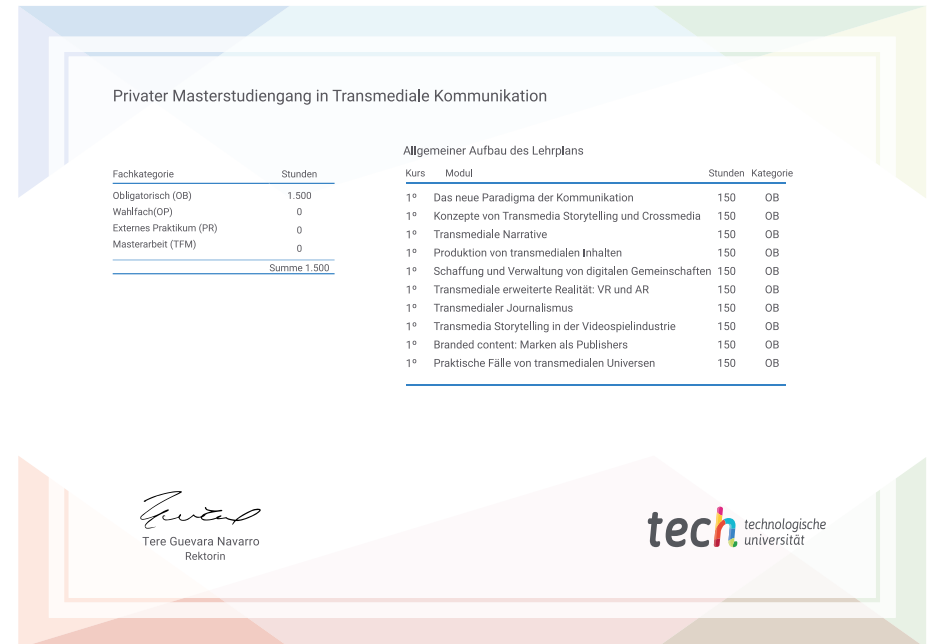 Privater Masterstudiengang in Transmediale Kommunikation
Fachkategorie Stunden
Obligatorisch (OB) 1.500
Wahlfach(OP) 0
Externes Praktikum (PR) 0
Masterarbeit (TFM) 0
Summe 1.500
Allgemeiner Aufbau des Lehrplans
Kurs Modul Stunden Kategorie
1º Das neue Paradigma der Kommunikation 150 OB
1º Konzepte von Transmedia Storytelling und Crossmedia 150 OB
1º Transmediale Narrative 150 OB
1º Produktion von transmedialen Inhalten 150 OB
1º Schaffung und Verwaltung von digitalen Gemeinschaften 150 OB
1º Transmediale erweiterte Realität: VR und AR 150 OB
1º Transmedialer Journalismus 150 OB
1º Transmedia Storytelling in der Videospielindustrie 150 OB
1º Branded content: Marken als Publishers 150 OB
1º Praktische Fälle von transmedialen Universen 150 OB
Tere Guevara Navarro
Rektorin
tech technologische
universität